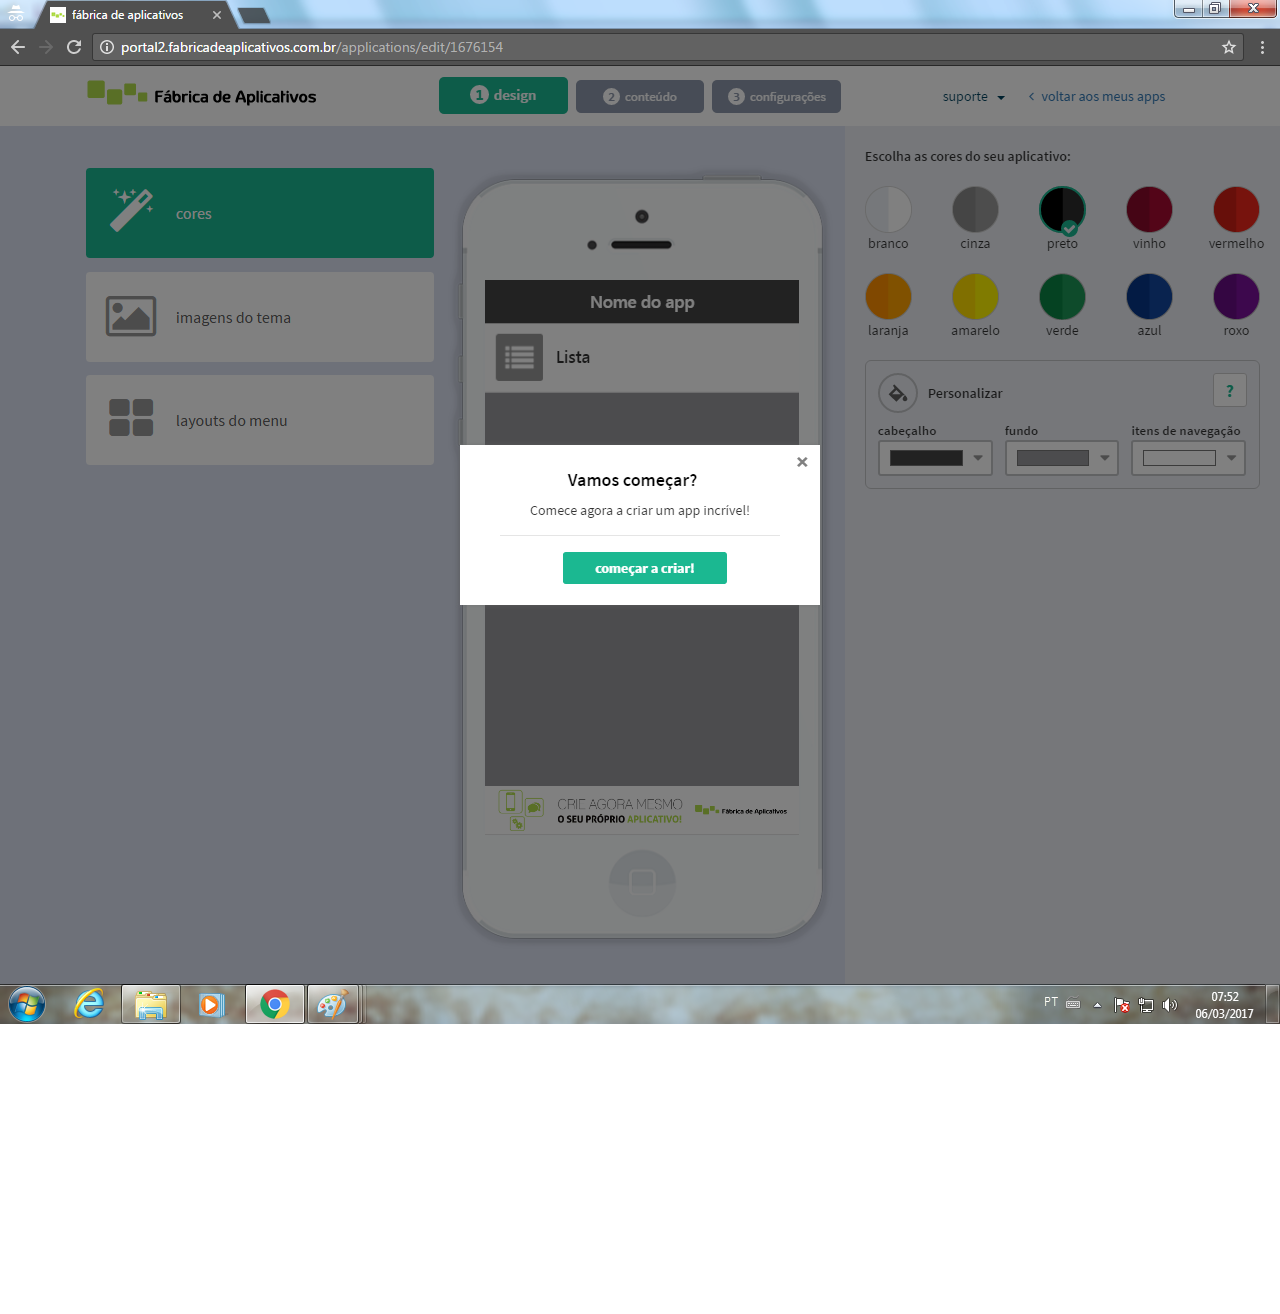 fábrica de aplicativos
portal2.fabricadeaplicativos.com.br/applications/edit/1676154
Fábrica de Aplicativos
1 design
2 conteúdo
3 configurações
suporte
voltar aos meus apps
cores
imagens do tema
layouts do menu
Nome do app
Lista
Vamos começar?
Comece agora a criar um app incrível!
começar a criar!
CRIE AGORA MESMO
O SEU PRÓPRIO APLICATIVO!
Fábrica de Aplicativos
Escolha as cores do seu aplicativo:
branco cinza preto vinho vermelho
laranja amarelo verde azul roxo
Personalizar
?
cabeçalho fundo itens de navegação
PT
07:52
06/03/2017